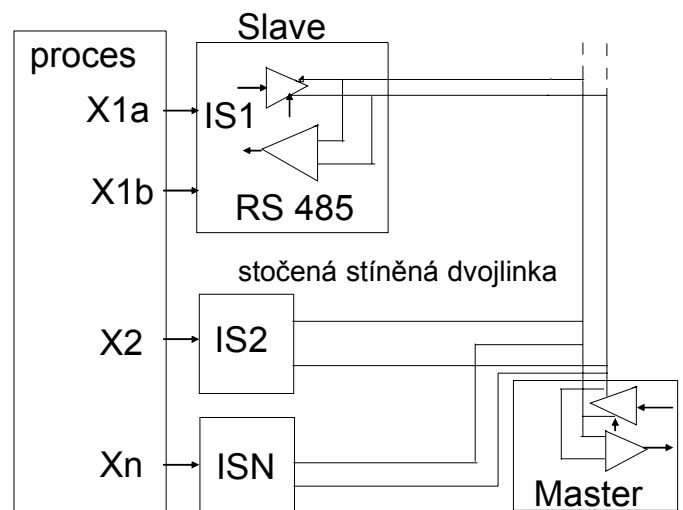 Slave
proces
X1a
IS1
X1b
RS 485
stočená stíněná dvojlinka
X2
IS2
Xn
ISN
Master